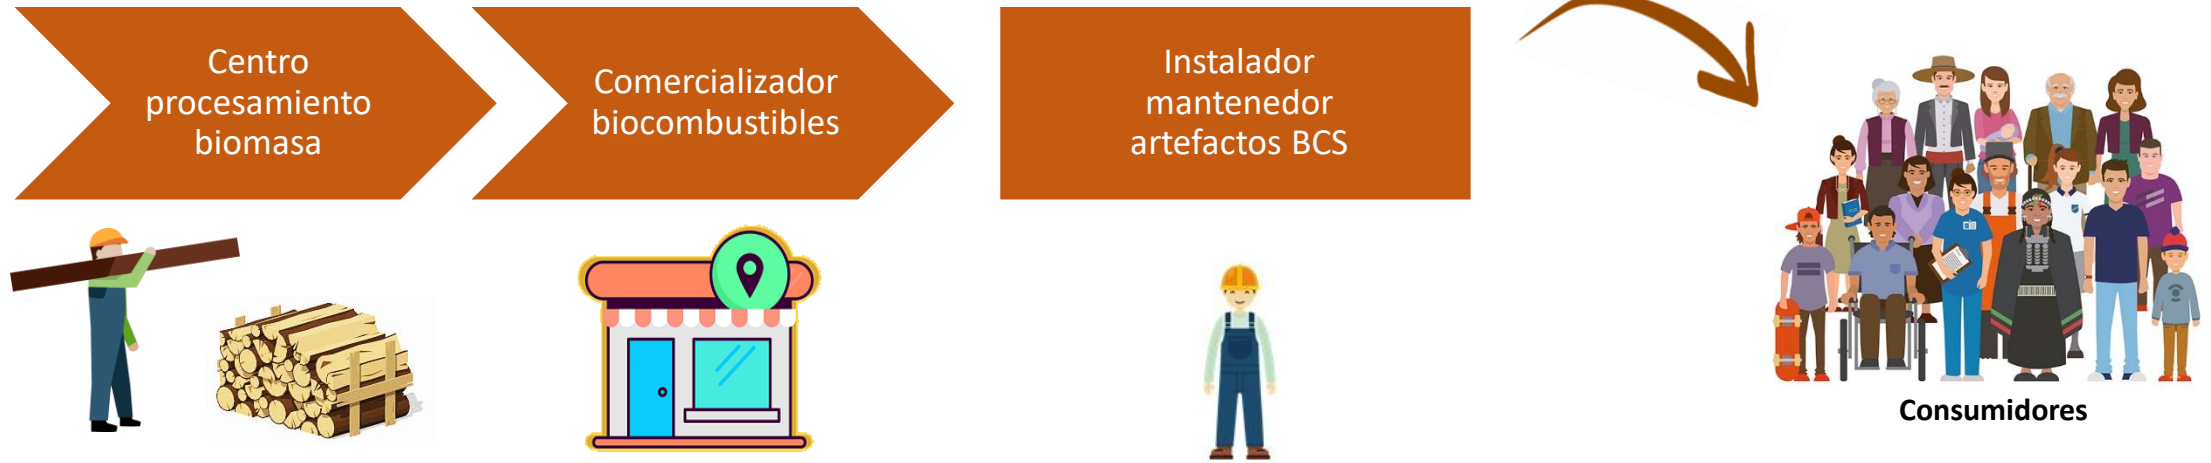 Centro
procesamiento
biomasa
Comercializador
biocombustibles
Instalador
mantenedor
artefactos BCS
Consumidores